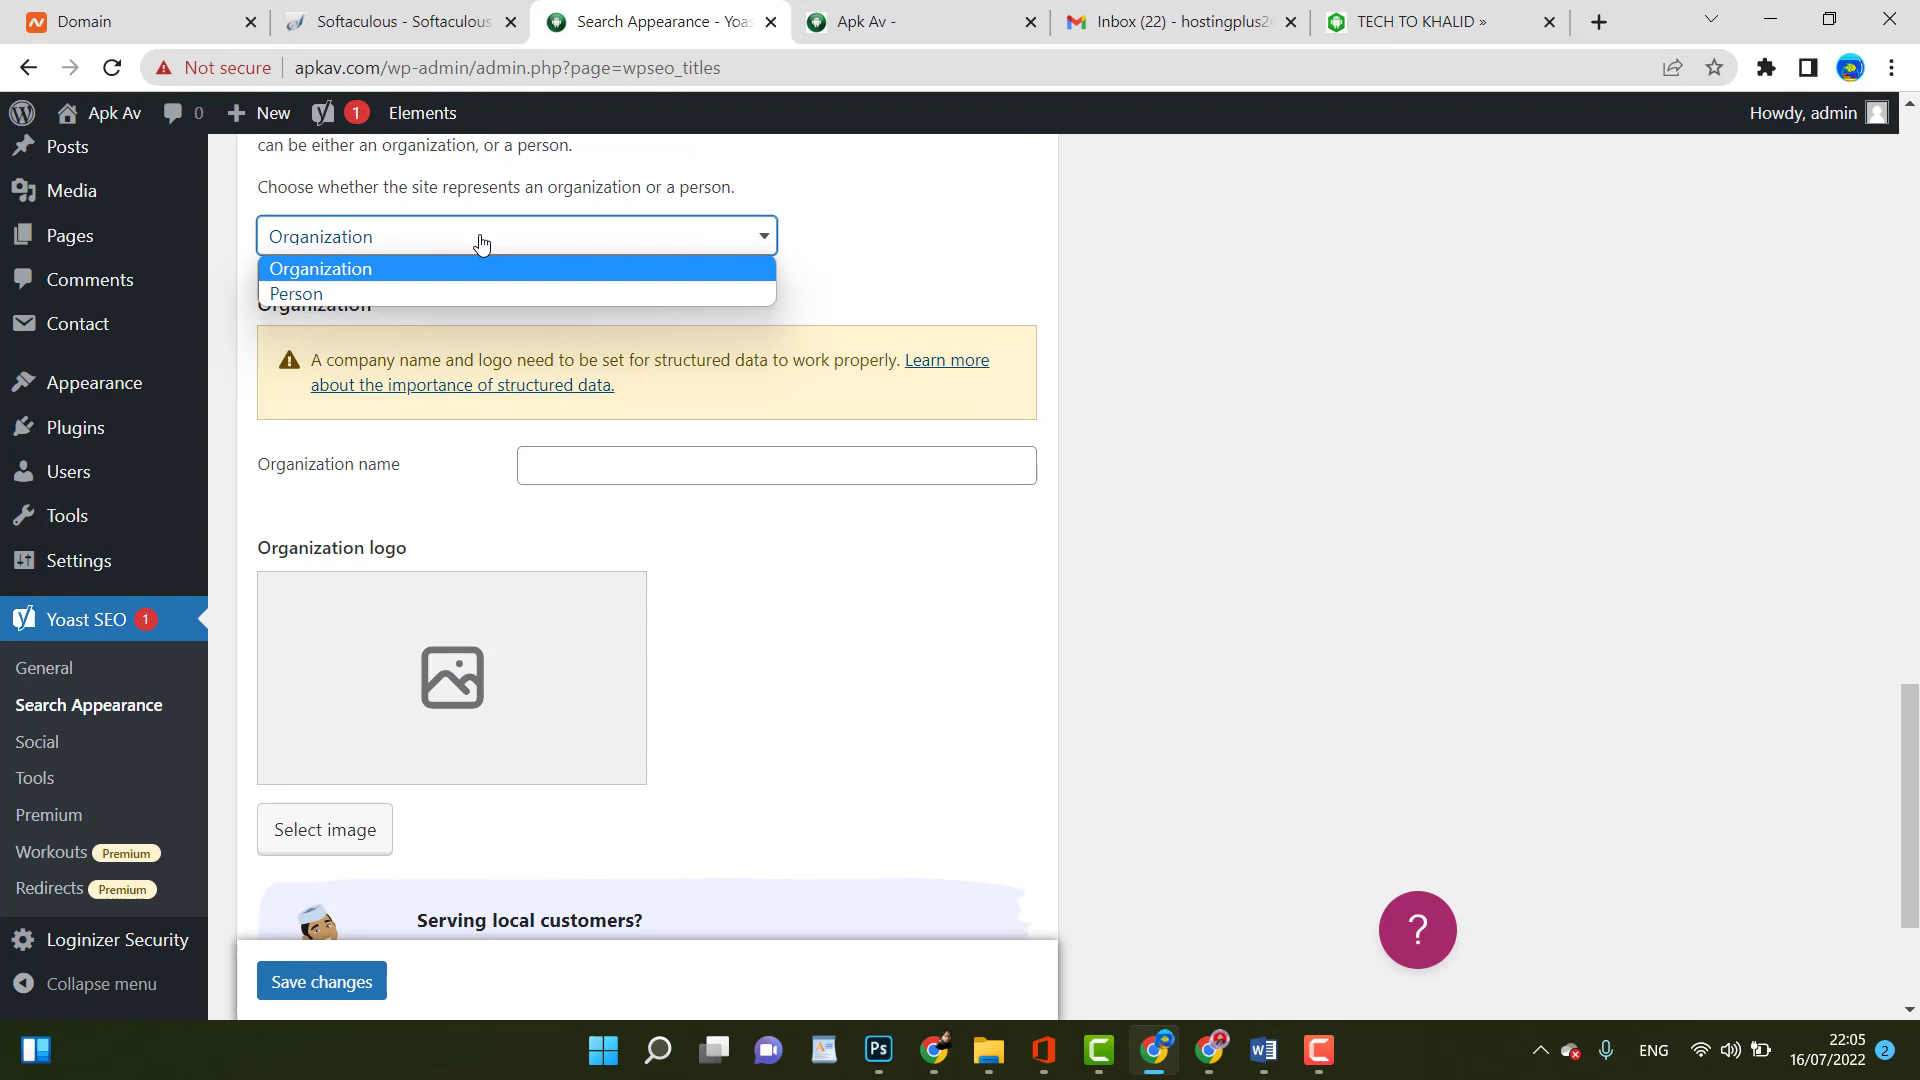 Domain
Softaculous - Softaculous
Search Appearance - Yoas
Apk Av -
Inbox (22) - hostingplus2
TECH TO KHALID »
Not secure
apkav.com/wp-admin/admin.php?page=wpseo_titles
Apk Av
0
New
1
Elements
Howdy, admin
Posts
Media
Pages
Comments
Contact
Appearance
Plugins
Users
Tools
Settings
Yoast SEO 1
General
Search Appearance
Social
Tools
Premium
Workouts Premium
Redirects Premium
Loginizer Security
Collapse menu
can be either an organization, or a person.
Choose whether the site represents an organization or a person.
Organization
Organization
Person
Organization
A company name and logo need to be set for structured data to work properly. Learn more
about the importance of structured data.
Organization name
Organization logo
Select image
Serving local customers?
Save changes
?
Ps
ENG
22:05
16/07/2022
2